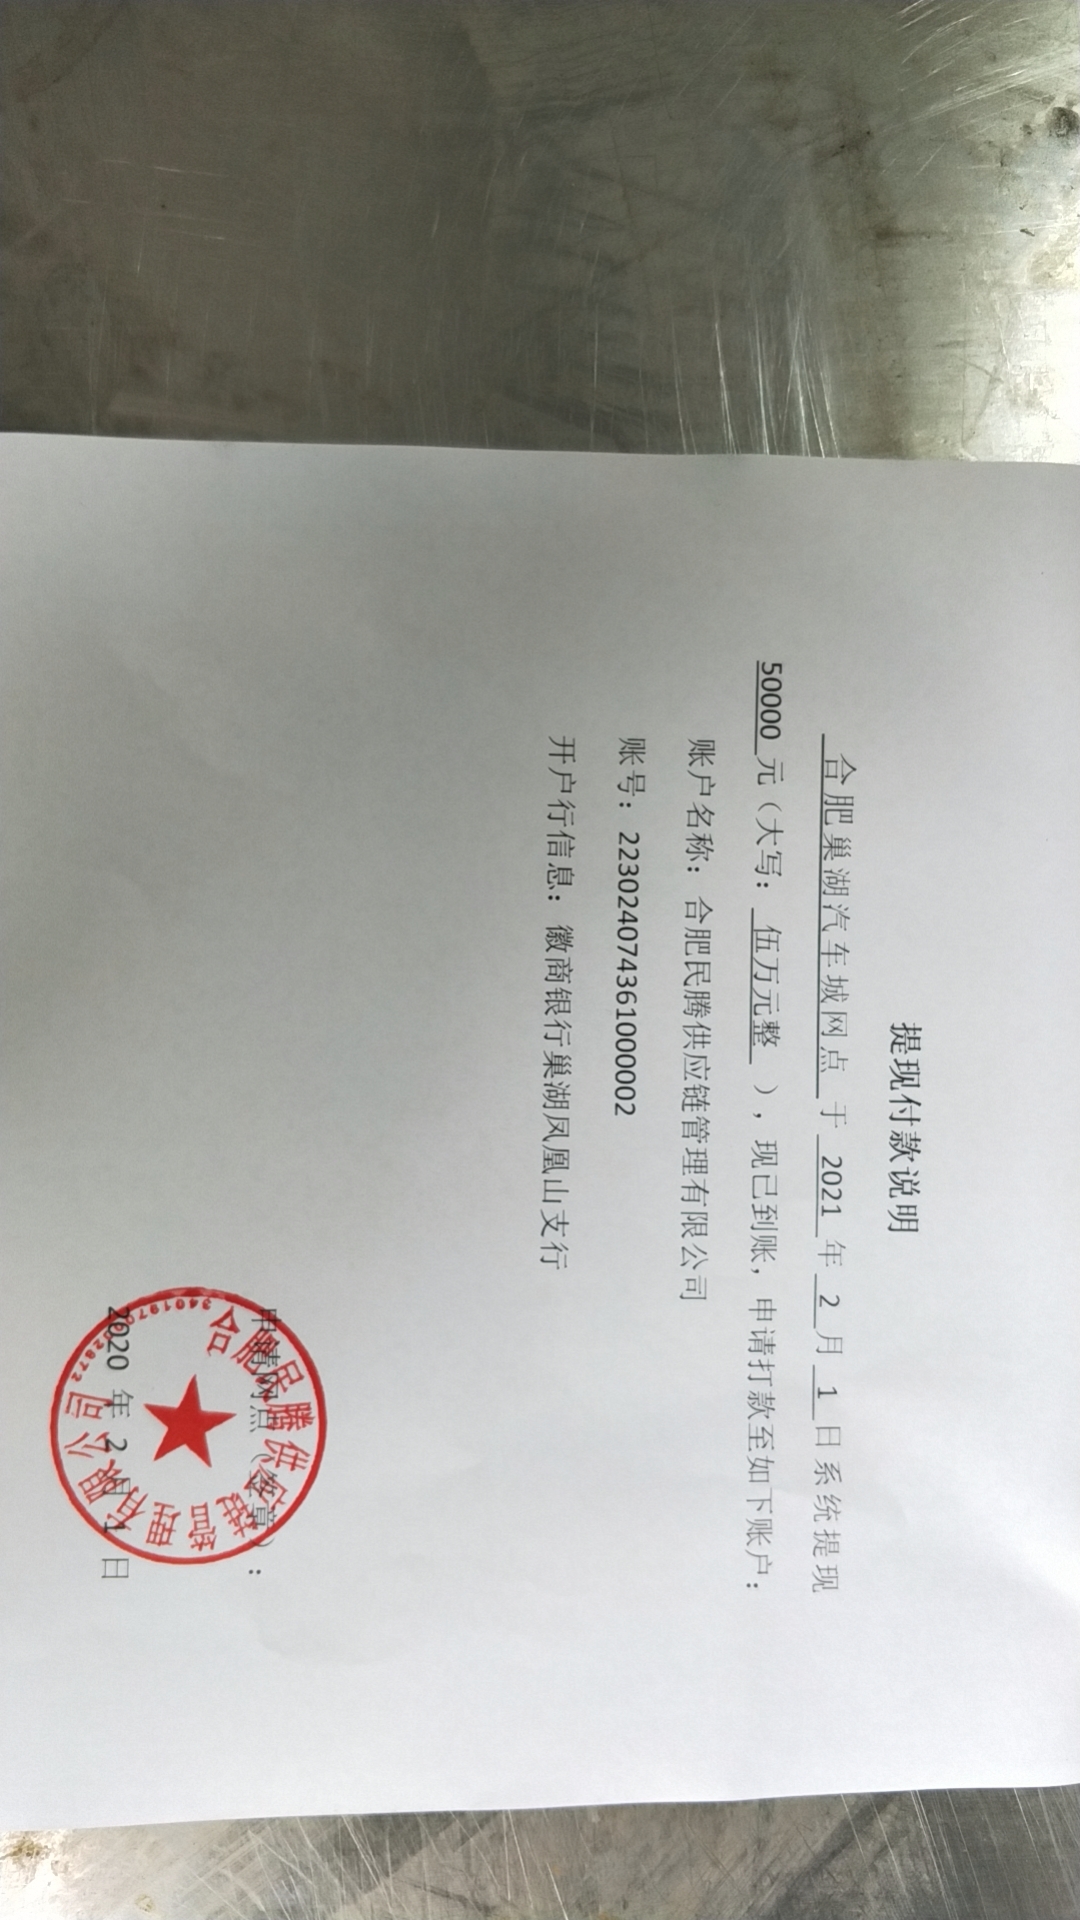 提现付款说明
合肥巢湖汽车城网点 于 2021 年 2 月 1 日系统提现
50000 元（大写： 伍万元整 ），现已到账，申请打款至如下账户：
账户名称：合肥民腾供应链管理有限公司
账号：223024074361000002
开户行信息：徽商银行巢湖凤凰山支行
申请网点（签章）：
2020 年 2 月 1 日
合肥民腾供应链管理有限公司